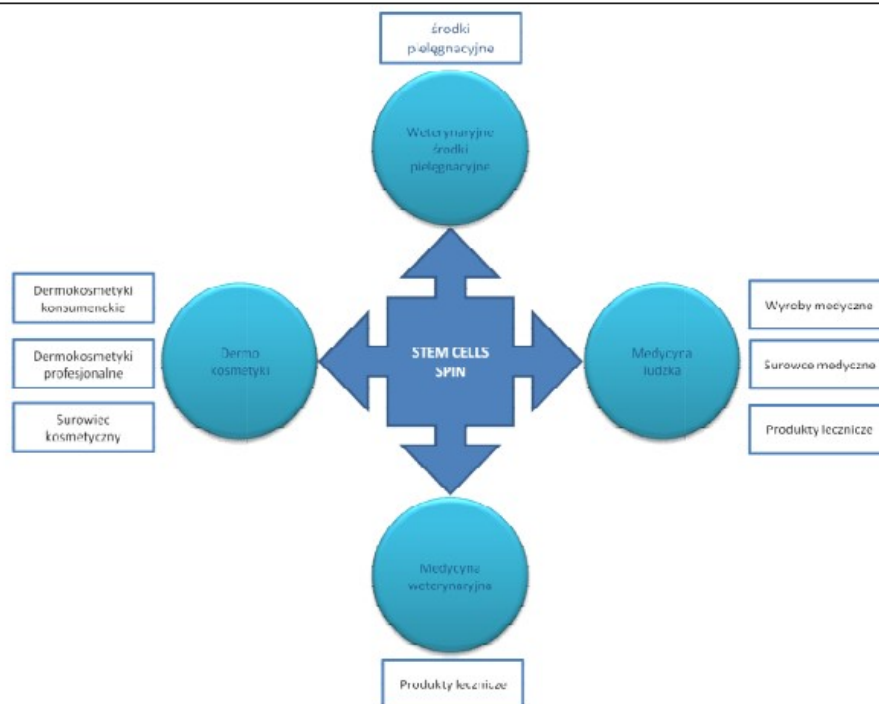 środki
pielęgnacyjne
Weterynaryjne
środki
pielęgnacyjne
Dermokosmetyki
konsumenckie
Dermokosmetyki
profesjonalne
Surowiec
kosmetyczny
Dermo
kosmetyki
STEM CELLS
SPIN
Medycyna
ludzka
Wyroby medyczne
Surowce medyczne
Produkty lecznicze
Medycyna
weterynaryjna
Produkty lecznicze